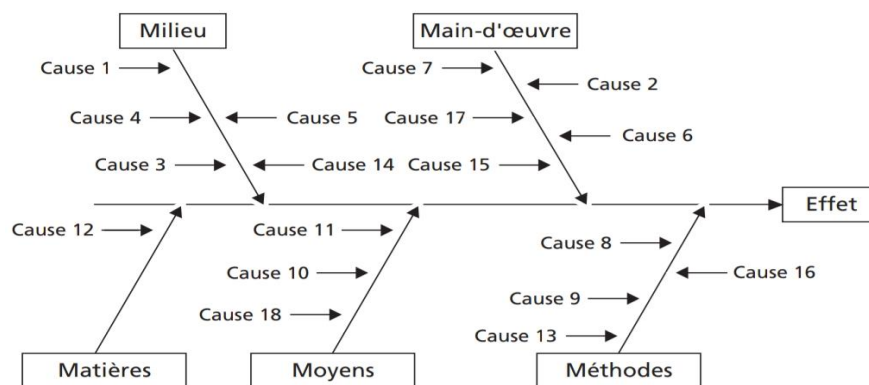 Milieu
Main-d'œuvre
Cause 1
Cause 7
Cause 2
Cause 4
Cause 5
Cause 17
Cause 6
Cause 3
Cause 14
Cause 15
Effet
Cause 12
Cause 11
Cause 8
Cause 10
Cause 16
Cause 9
Cause 18
Cause 13
Matières
Moyens
Méthodes